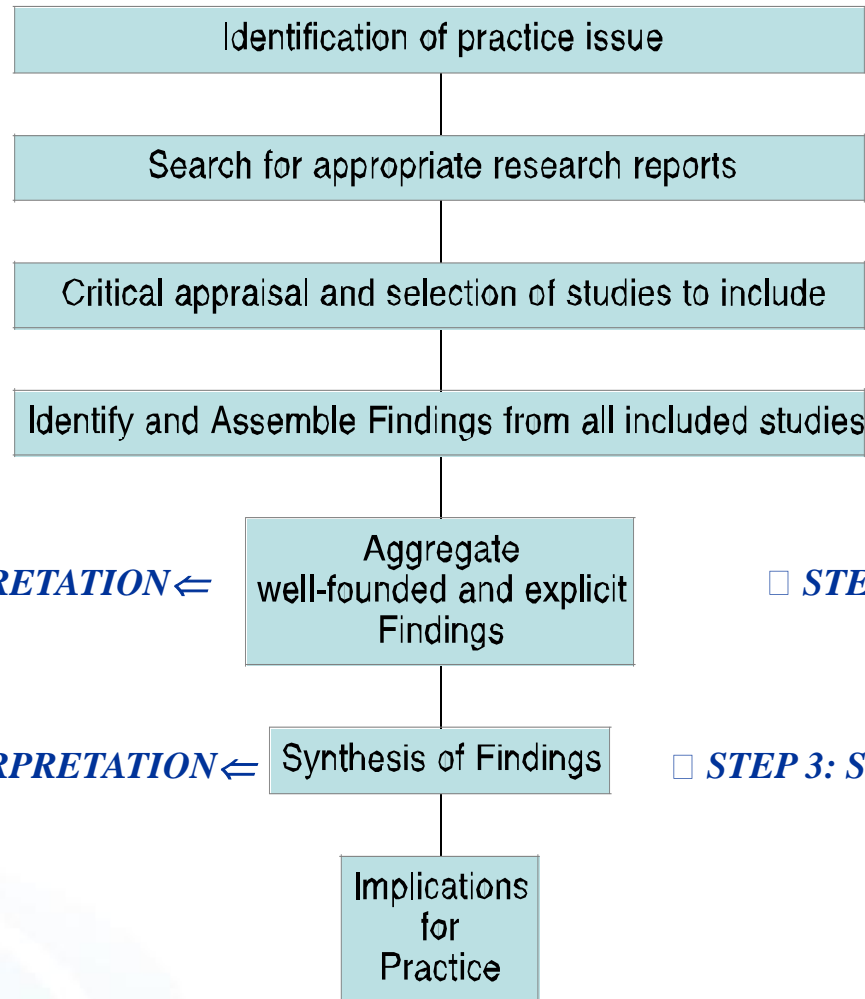 Identification of practice issue
Search for appropriate research reports
Critical appraisal and selection of studies to include
Identify and Assemble Findings from all included studies
Aggregate
RETATION⇐ well-founded and explicit □ STE
Findings
RPRETATION⇐ Synthesis of Findings □ STEP 3: S
Implications
for
Practice